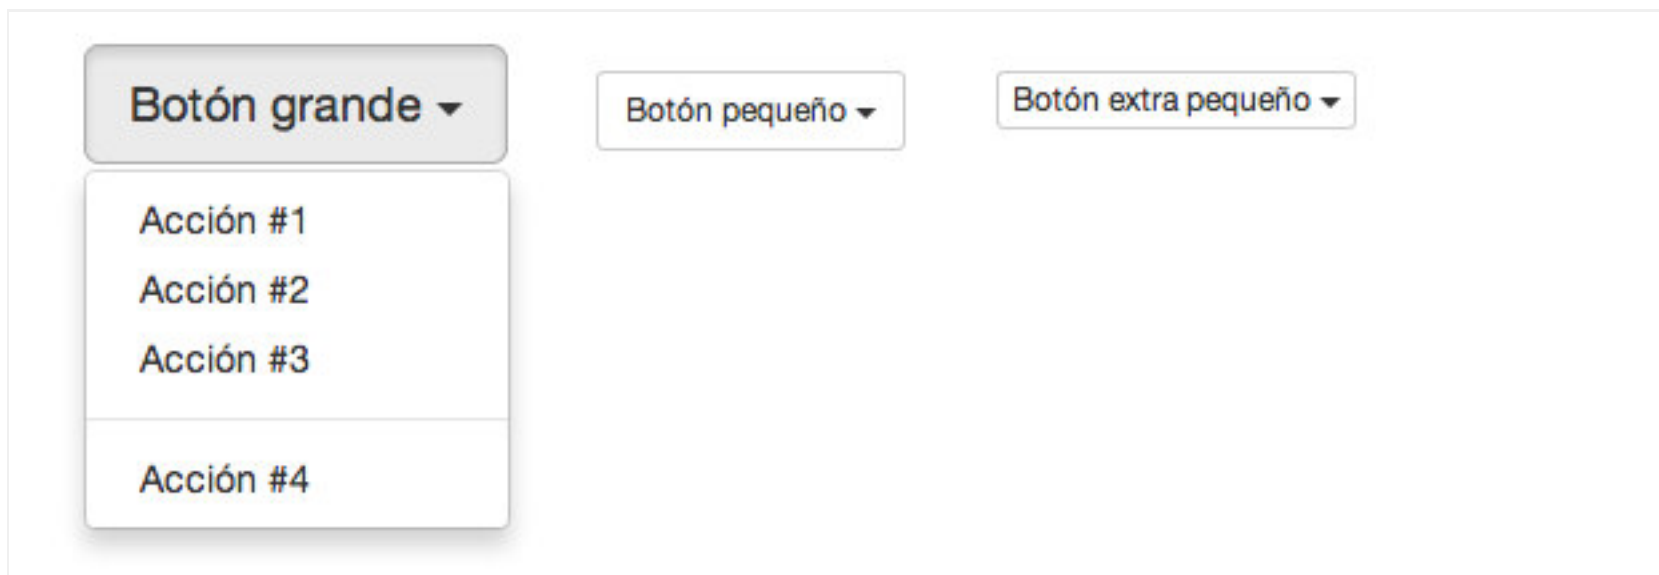 Botón grande
Botón pequeño
Botón extra pequeño
Acción #1
Acción #2
Acción #3
Acción #4